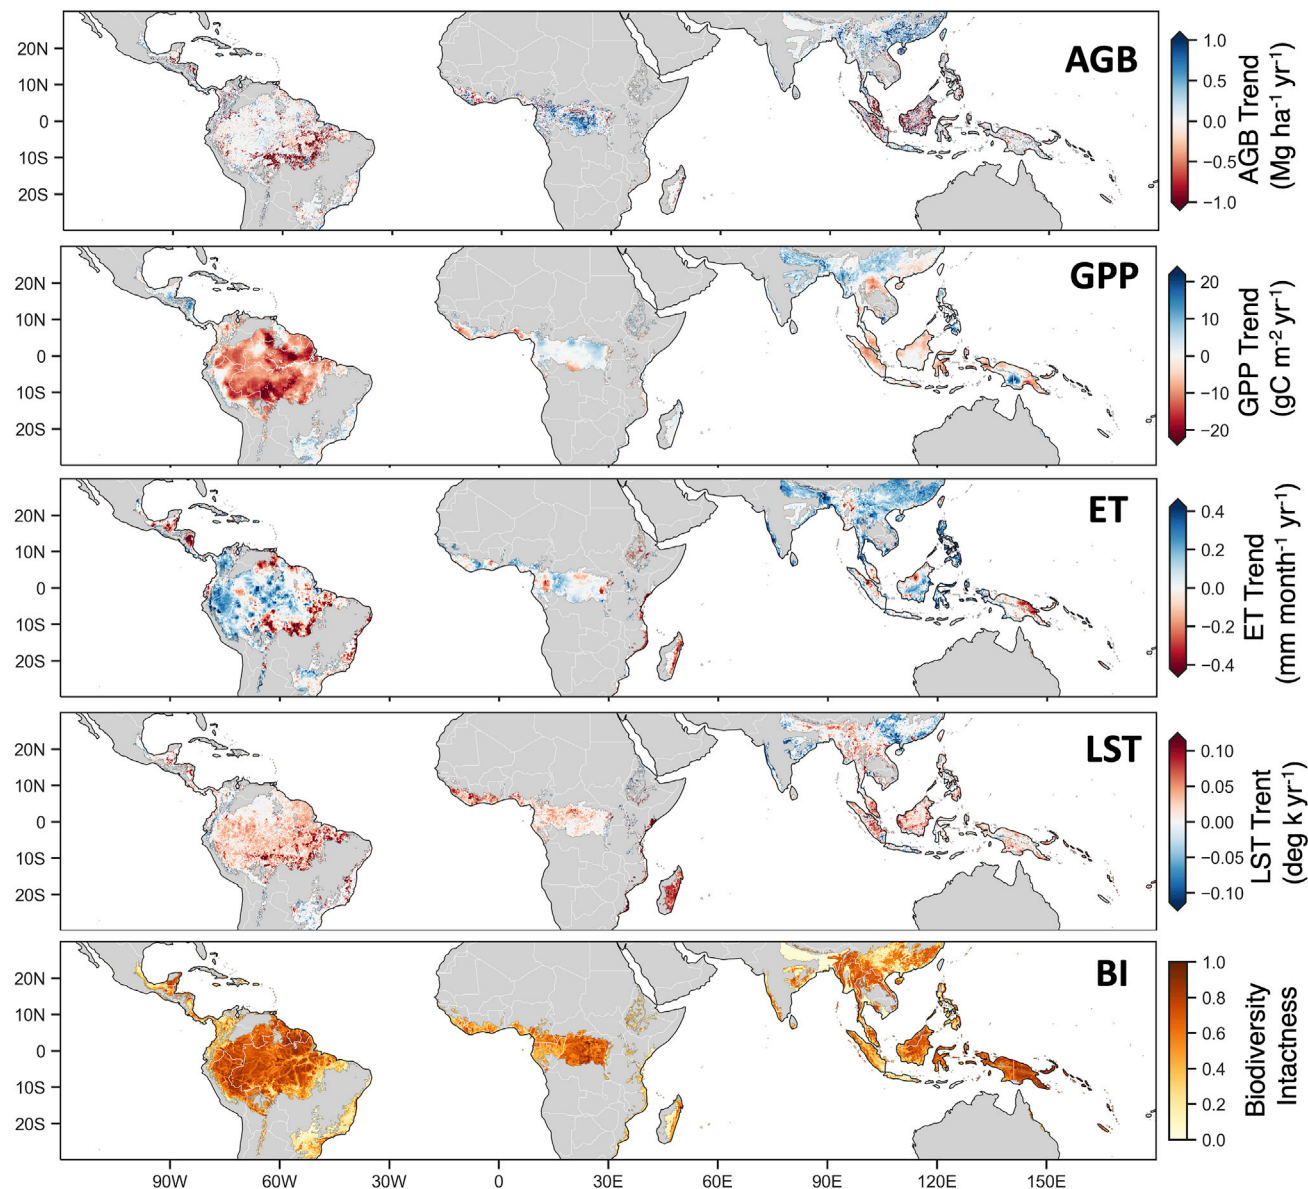 20N
10N
0
10S
20S
AGB
1.0
0.5
0.0
−0.5
−1.0
AGB Trend
(Mg ha⁻¹ yr⁻¹)
20N
10N
0
10S
20S
GPP
20
10
0
−10
−20
GPP Trend
(gC m⁻² yr⁻¹)
20N
10N
0
10S
20S
ET
0.4
0.2
0.0
−0.2
−0.4
ET Trend
(mm month⁻¹ yr⁻¹)
20N
10N
0
10S
20S
LST
0.10
0.05
0.00
−0.05
−0.10
LST Trent
(deg k yr⁻¹)
20N
10N
0
10S
20S
BI
1.0
0.8
0.6
0.4
0.2
0.0
Biodiversity
Intactness
90W 60W 30W 0 30E 60E 90E 120E 150E